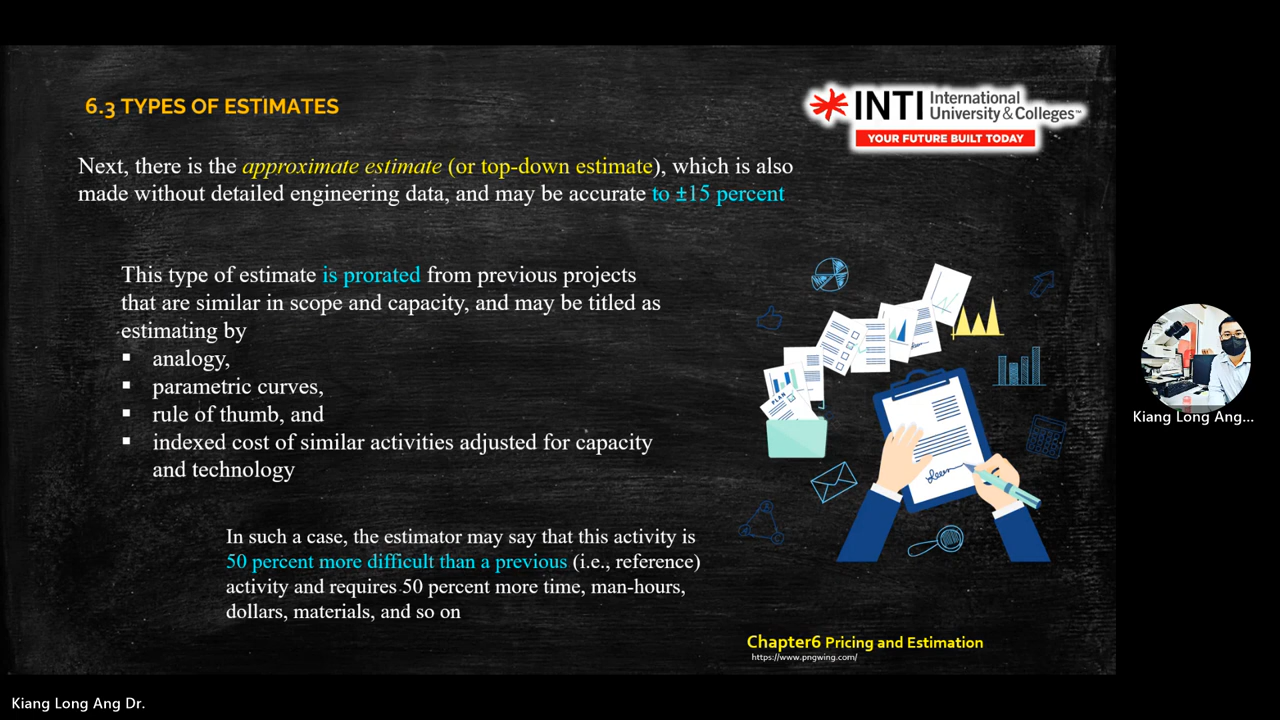 6.3 TYPES OF ESTIMATES
INTI International
University & Colleges™
YOUR FUTURE BUILT TODAY
Next, there is the approximate estimate (or top-down estimate), which is also
made without detailed engineering data, and may be accurate to ±15 percent
This type of estimate is prorated from previous projects
that are similar in scope and capacity, and may be titled as
estimating by
▪ analogy,
▪ parametric curves,
▪ rule of thumb, and
▪ indexed cost of similar activities adjusted for capacity
and technology
PLAN
In such a case, the estimator may say that this activity is
50 percent more difficult than a previous (i.e., reference)
activity and requires 50 percent more time, man-hours,
dollars, materials, and so on
Chapter6 Pricing and Estimation
https://www.pngwing.com/
Kiang Long Ang...
Kiang Long Ang Dr.